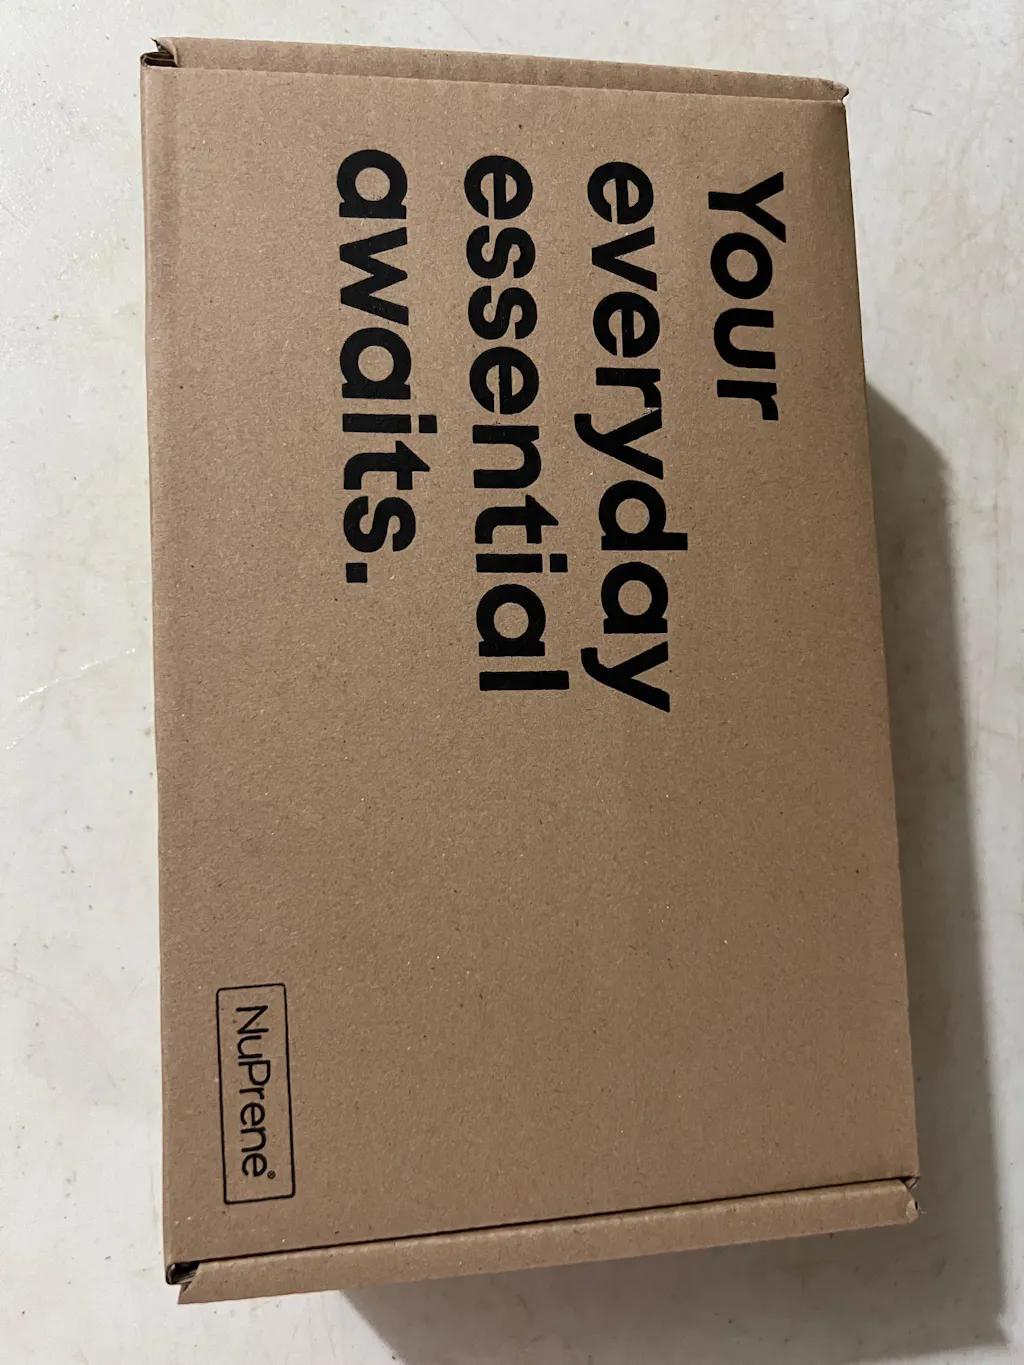 Your
everyday
essential
awaits.
NuPrene®